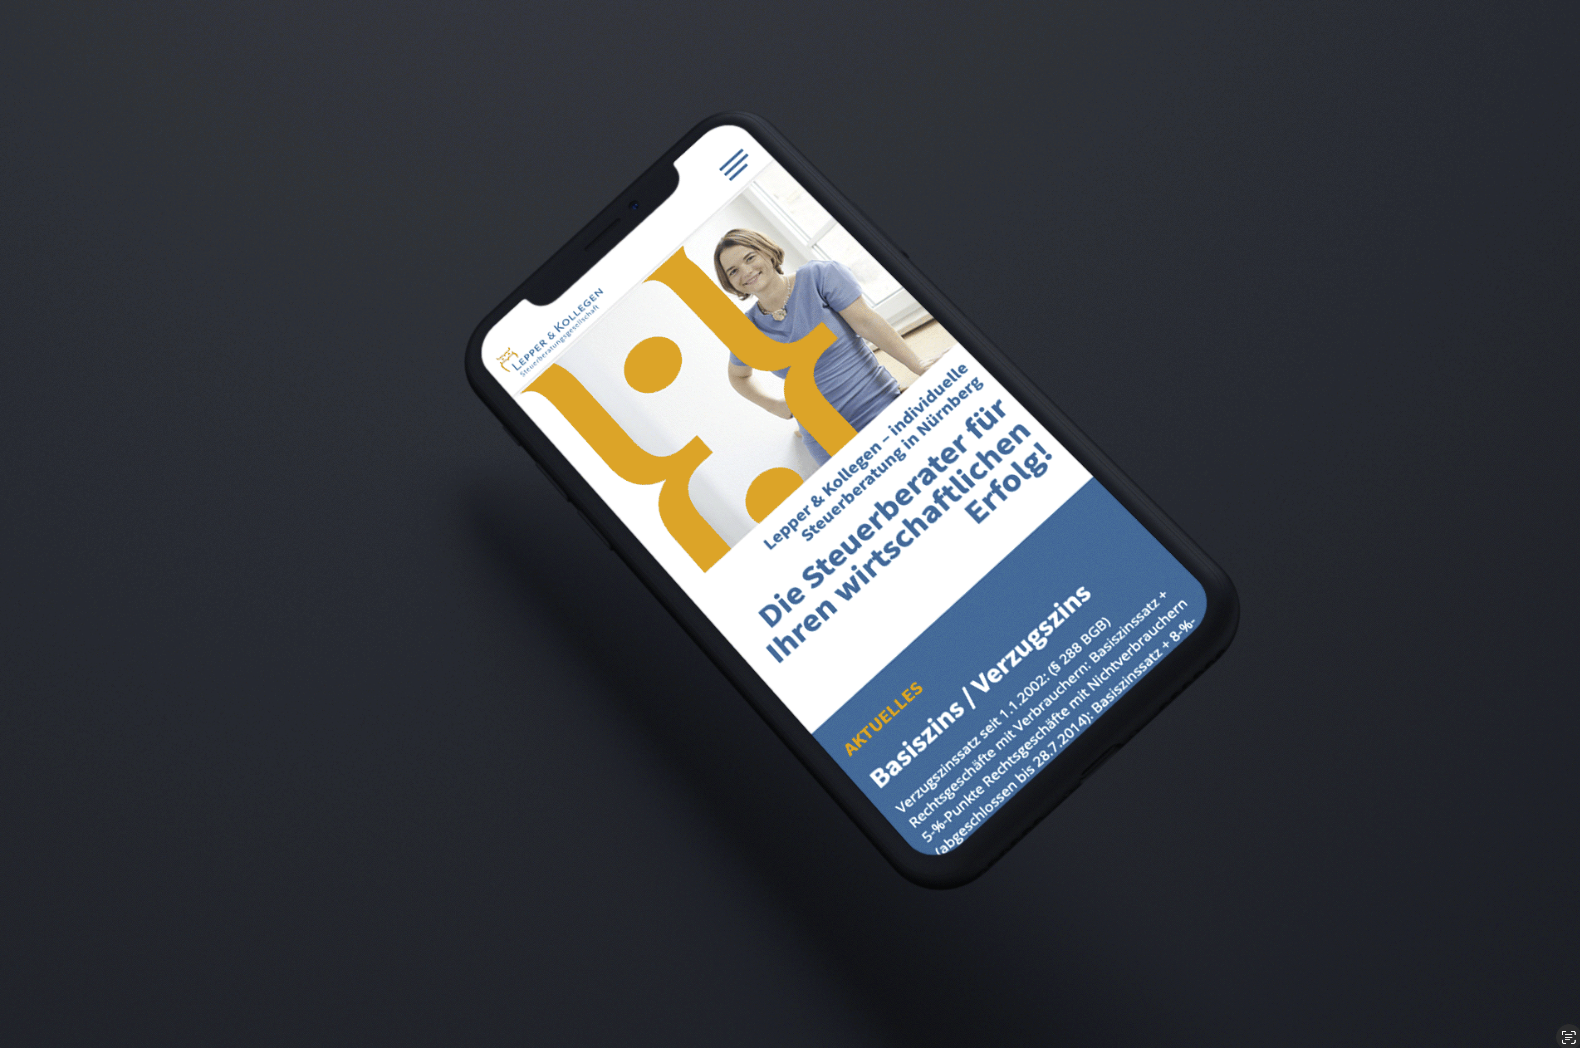 LEPPER & KOLLEGEN
Steuerberatungsgesellschaft
Lepper & Kollegen – individuelle
Steuerberatung in Nürnberg
Die Steuerberater für
Ihren wirtschaftlichen
Erfolg!
AKTUELLES
Basiszins / Verzugszins
Verzugszinssatz seit 1.1.2002: (§ 288 BGB)
Rechtsgeschäfte mit Verbrauchern: Basiszinssatz +
5-%-Punkte Rechtsgeschäfte mit Nichtverbrauchern
(abgeschlossen bis 28.7.2014): Basiszinssatz + 8-%-